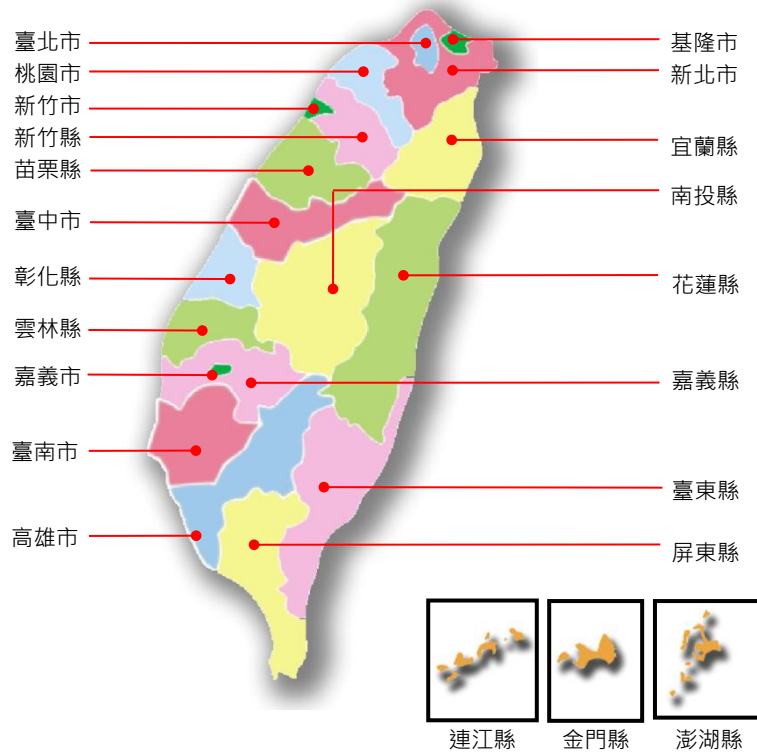 臺北市
桃園市
新竹市
新竹縣
苗栗縣
臺中市
彰化縣
雲林縣
嘉義市
臺南市
高雄市
基隆市
新北市
宜蘭縣
南投縣
花蓮縣
嘉義縣
臺東縣
屏東縣
連江縣
金門縣
澎湖縣